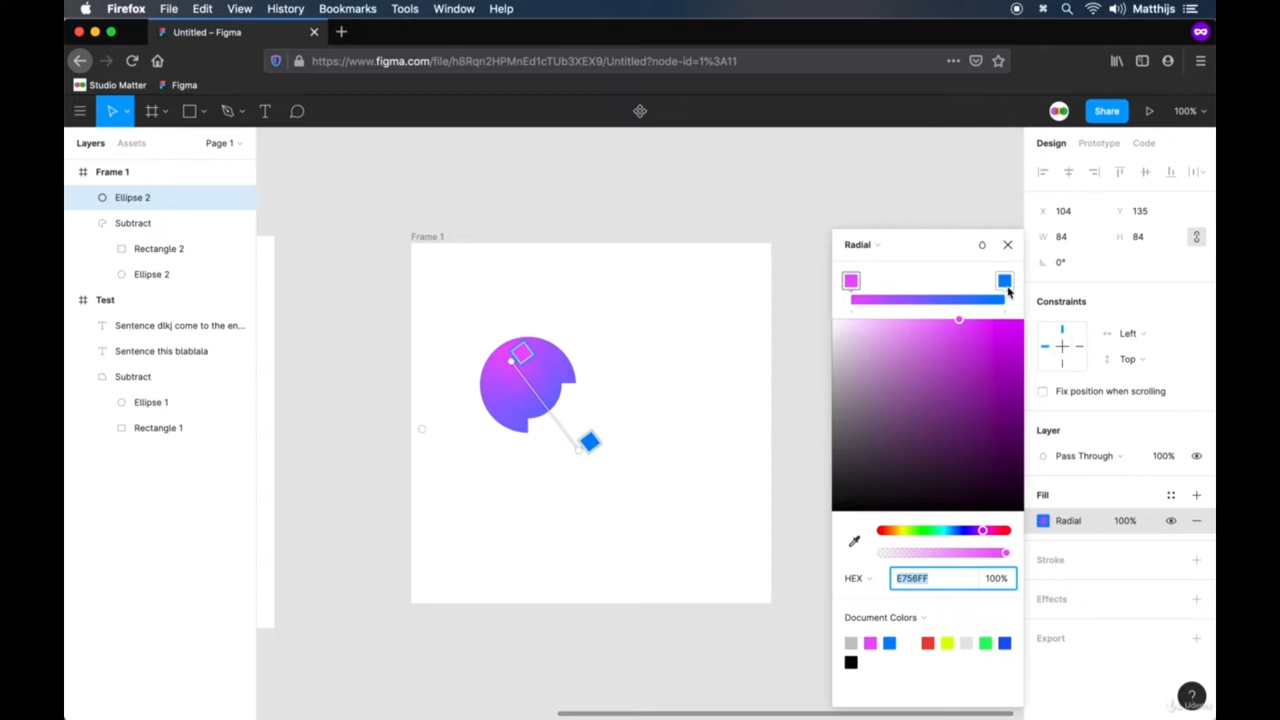 Firefox File Edit View History Bookmarks Tools Window Help Matthijs
Untitled – Figma
https://www.figma.com/file/h8Rqn2HPMnEd1cTUb3XEX9/Untitled?node-id=1%3A11
Studio Matter Figma
Share 100%
Layers Assets Page 1
Design Prototype Code
Frame 1
Ellipse 2
Subtract
Rectangle 2
Ellipse 2
Test
Sentence dlkj come to the en...
Sentence this blablala
Subtract
Ellipse 1
Rectangle 1
Frame 1
Radial
HEX E756FF 100%
Document Colors
X 104 Y 135
W 84 H 84
0°
Constraints
Left
Top
Fix position when scrolling
Layer
Pass Through 100%
Fill
Radial 100%
Stroke
Effects
Export
?
Udemy